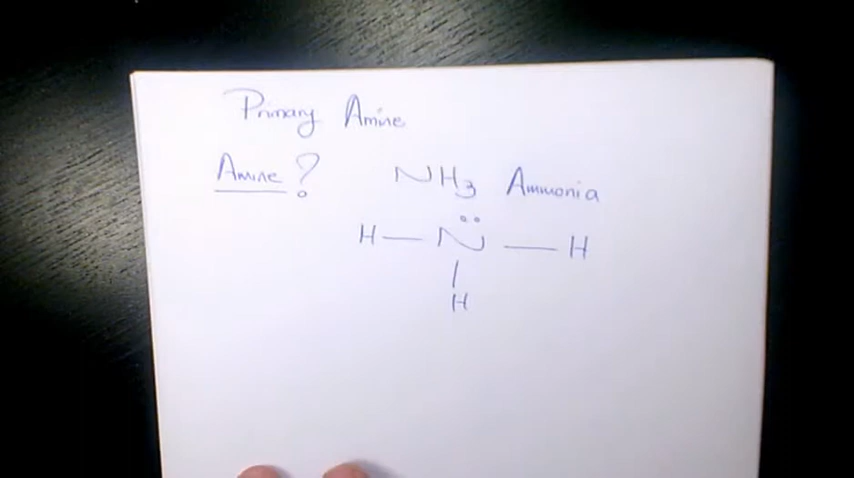 Primary Amine
Amine? NH3 Ammonia
H — N̈ — H
|
H